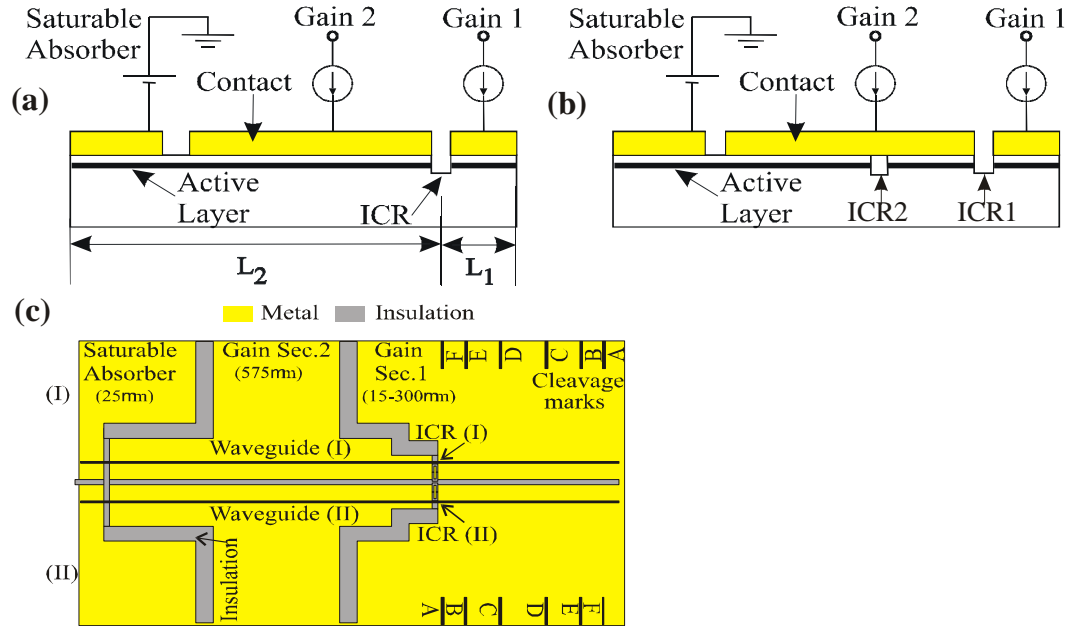 Saturable
Absorber
Gain 2
Gain 1
(a)
Contact
Active
Layer
ICR
L2
L1
Saturable
Absorber
Gain 2
Gain 1
(b)
Contact
Active
Layer
ICR2
ICR1
(c)
Metal
Insulation
Saturable
Absorber
(25mm)
Gain Sec.2
(575mm)
Gain
Sec.1
(15-300mm)
F E D C B A
Cleavage
marks
(I)
ICR (I)
Waveguide (I)
Waveguide (II)
ICR (II)
(II)
Insulation
A B C D E F